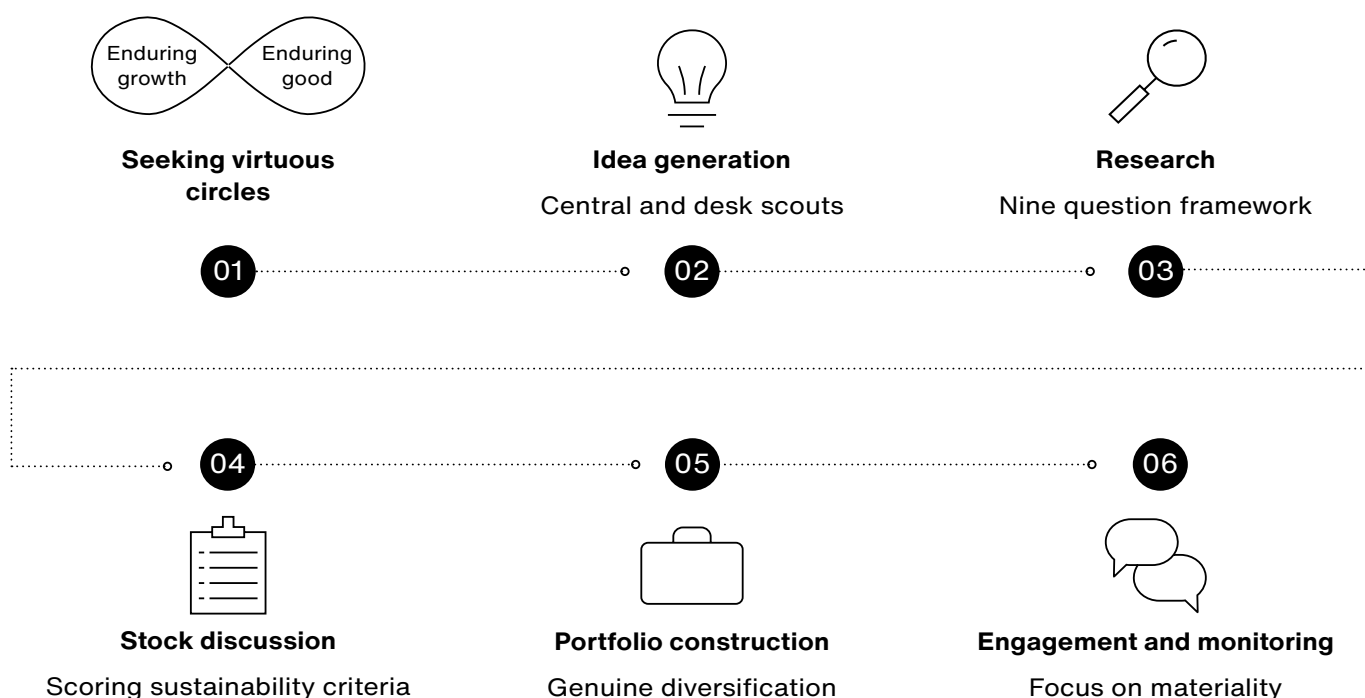 Enduring
growth
Enduring
good
Seeking virtuous
circles
Idea generation
Central and desk scouts
Research
Nine question framework
01
02
03
04
05
06
Stock discussion
Scoring sustainability criteria
Portfolio construction
Genuine diversification
Engagement and monitoring
Focus on materiality